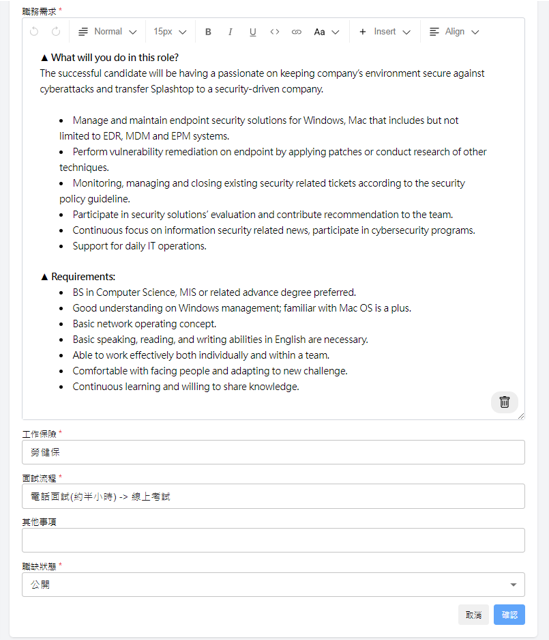 職務需求 *
Normal 15px B I U <> Aa + Insert Align
▲ What will you do in this role?
The successful candidate will be having a passionate on keeping company's environment secure against
cyberattacks and transfer Splashtop to a security-driven company.
• Manage and maintain endpoint security solutions for Windows, Mac that includes but not
limited to EDR, MDM and EPM systems.
• Perform vulnerability remediation on endpoint by applying patches or conduct research of other
techniques.
• Monitoring, managing and closing existing security related tickets according to the security
policy guideline.
• Participate in security solutions' evaluation and contribute recommendation to the team.
• Continuous focus on information security related news, participate in cybersecurity programs.
• Support for daily IT operations.
▲ Requirements:
• BS in Computer Science, MIS or related advance degree preferred.
• Good understanding on Windows management; familiar with Mac OS is a plus.
• Basic network operating concept.
• Basic speaking, reading, and writing abilities in English are necessary.
• Able to work effectively both individually and within a team.
• Comfortable with facing people and adapting to new challenge.
• Continuous learning and willing to share knowledge.
工作保險 *
勞健保
面試流程 *
電話面試(約半小時) -> 線上考試
其他事項
職缺狀態 *
公開
取消 確認